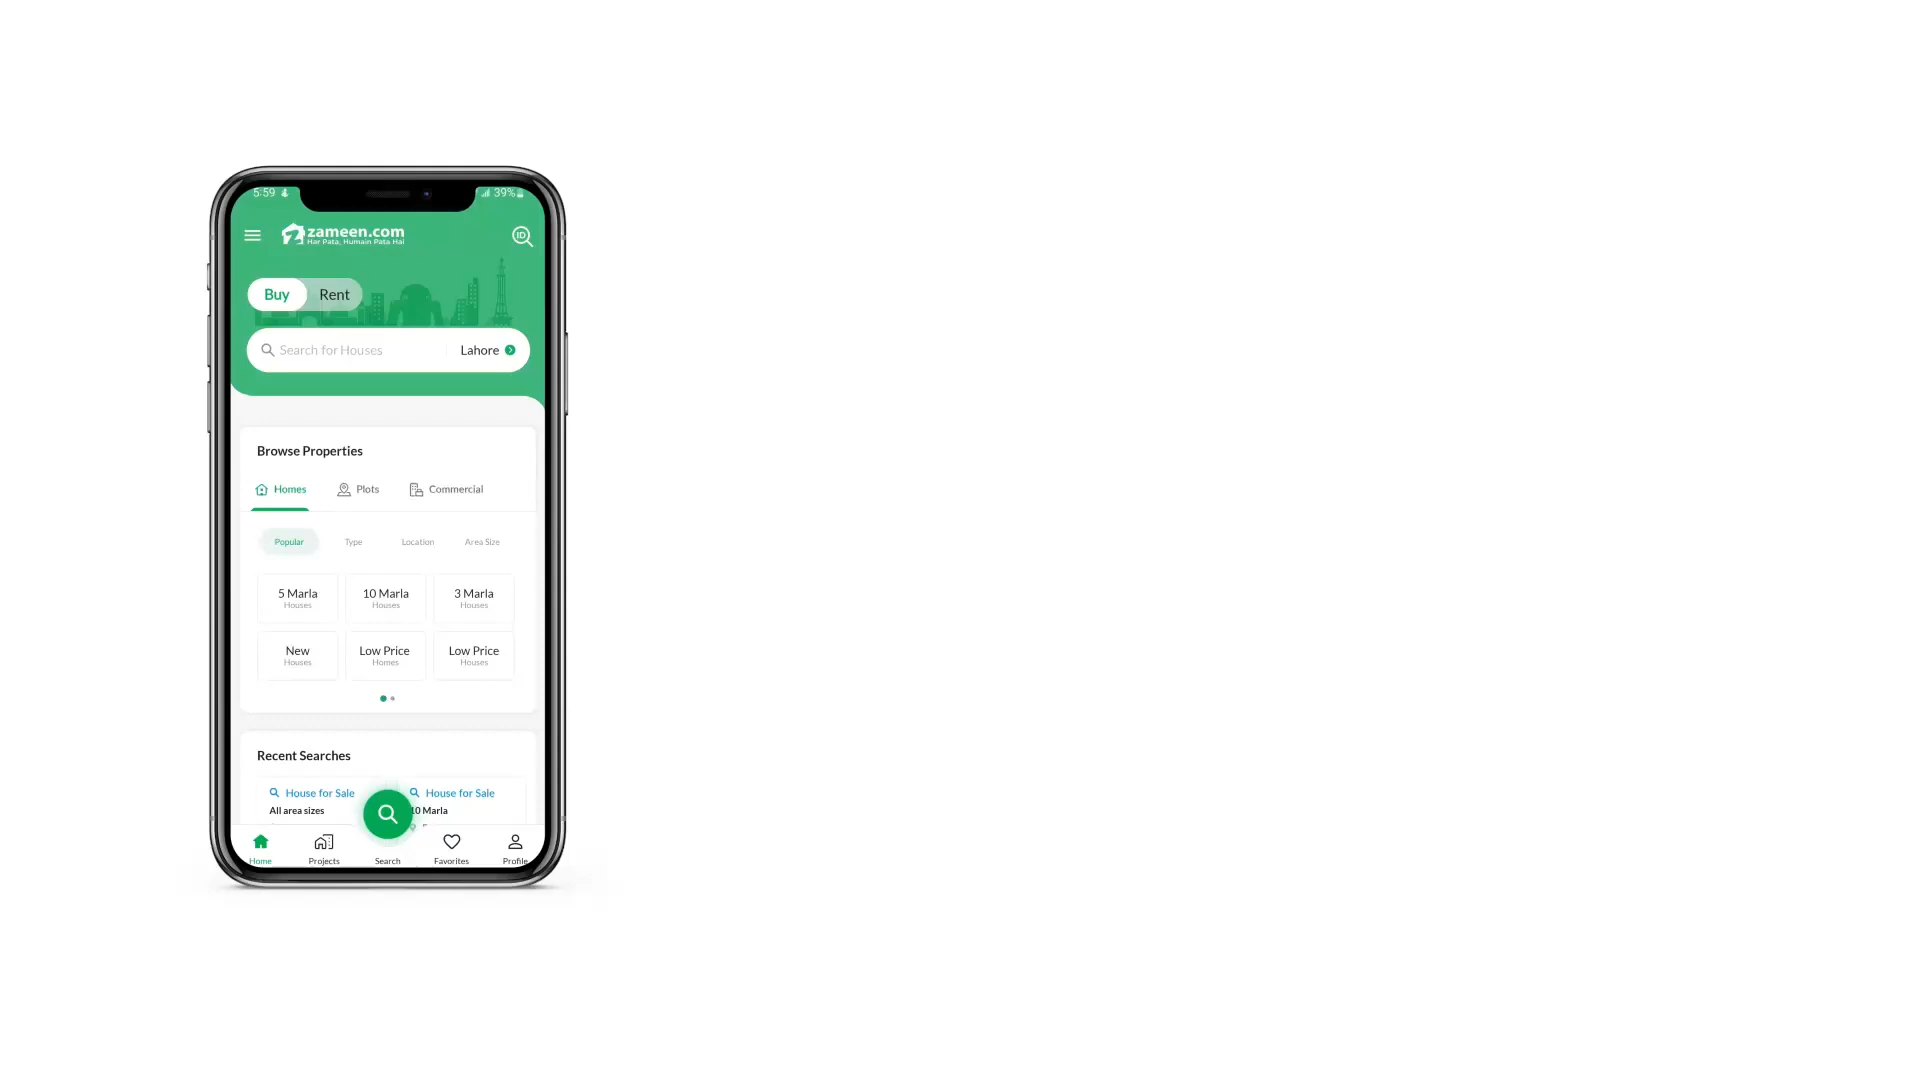 5:59
39%
zameen.com
Har Pata, Humain Pata Hai
ID
Buy Rent
Search for Houses Lahore
Browse Properties
Homes Plots Commercial
Popular Type Location Area Size
5 Marla 10 Marla 3 Marla
Houses Houses Houses
New Low Price Low Price
Houses Homes Houses
Recent Searches
House for Sale House for Sale
All area sizes 10 Marla
Home Projects Search Favorites Profile